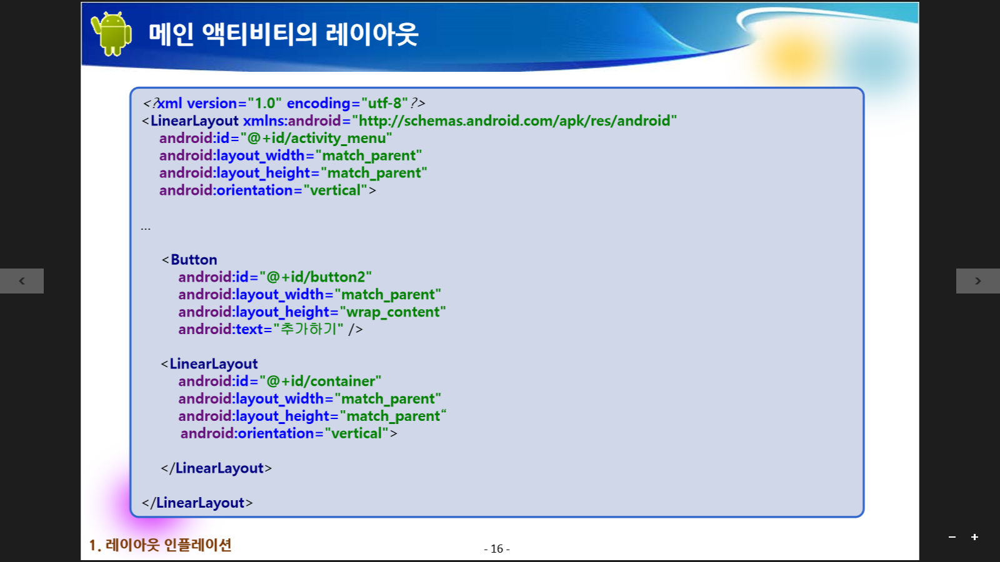 메인 액티비티의 레이아웃
<?xml version="1.0" encoding="utf-8"?>
<LinearLayout xmlns:android="http://schemas.android.com/apk/res/android"
android:id="@+id/activity_menu"
android:layout_width="match_parent"
android:layout_height="match_parent"
android:orientation="vertical">
...
<Button
android:id="@+id/button2"
android:layout_width="match_parent"
android:layout_height="wrap_content"
android:text="추가하기" />
<LinearLayout
android:id="@+id/container"
android:layout_width="match_parent"
android:layout_height="match_parent“
android:orientation="vertical">
</LinearLayout>
</LinearLayout>
1. 레이아웃 인플레이션
- 16 -